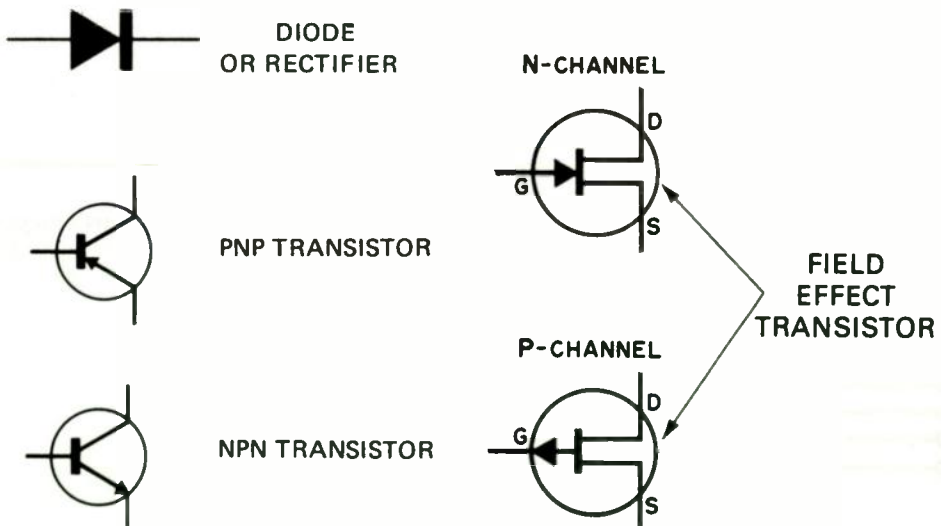 DIODE
OR RECTIFIER
PNP TRANSISTOR
NPN TRANSISTOR
N-CHANNEL
D
G
S
P-CHANNEL
D
G
S
FIELD
EFFECT
TRANSISTOR